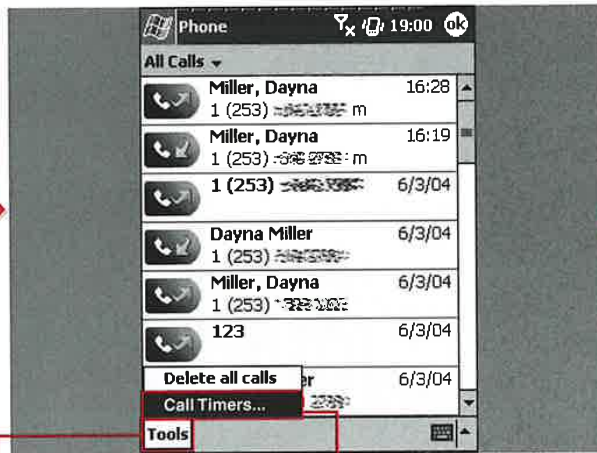 Phone 19:00 ok
All Calls
Miller, Dayna 16:28
1 (253) m
Miller, Dayna 16:19
1 (253) m
1 (253) 6/3/04
Dayna Miller 6/3/04
1 (253)
Miller, Dayna 6/3/04
1 (253)
123 6/3/04
Delete all calls er 6/3/04
Call Timers...
Tools